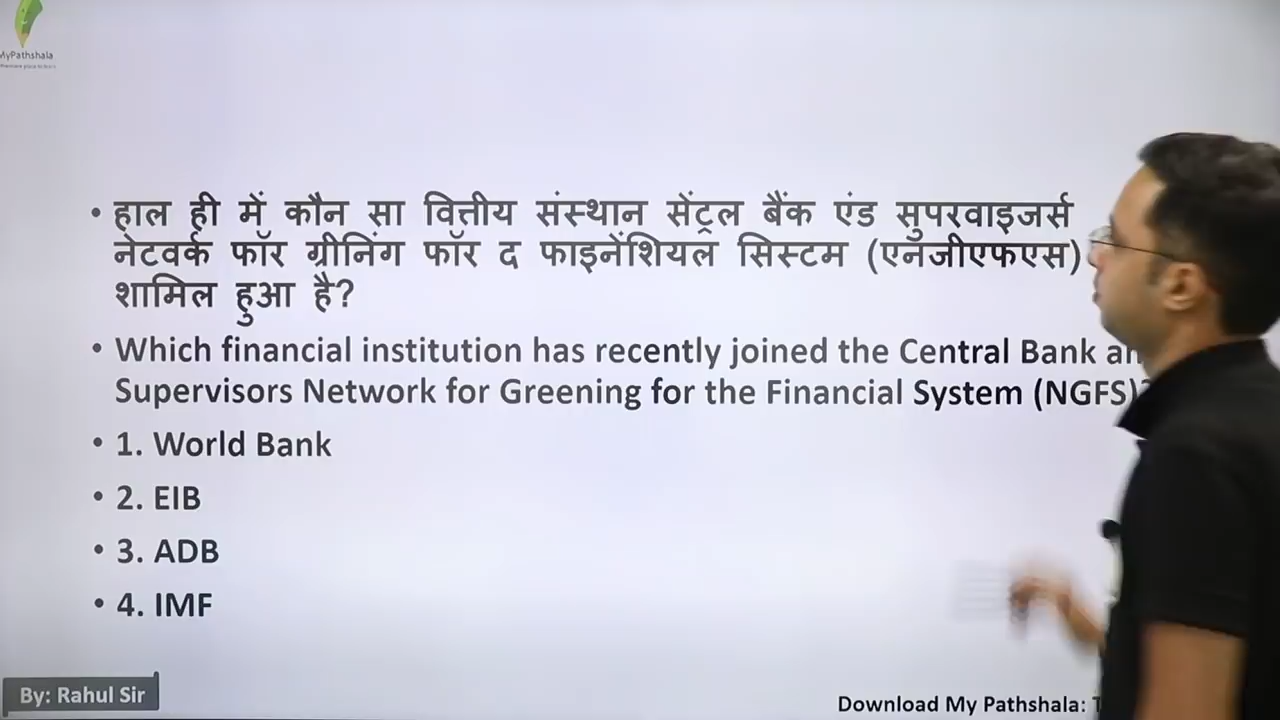 MyPathshala
• हाल ही में कौन सा वित्तीय संस्थान सेंट्रल बैंक एंड सुपरवाइजर्स
नेटवर्क फॉर ग्रीनिंग फॉर द फाइनेंशियल सिस्टम (एनजीएफएस)
शामिल हुआ है?
• Which financial institution has recently joined the Central Bank
Supervisors Network for Greening for the Financial System (NGFS)?
• 1. World Bank
• 2. EIB
• 3. ADB
• 4. IMF
By: Rahul Sir
Download My Pathshala: